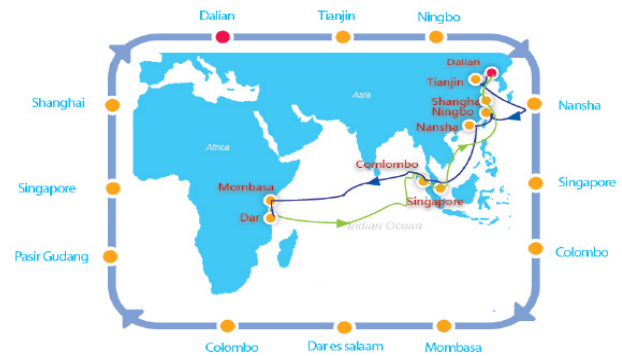 Dalian
Tianjin
Ningbo
Dalian
Tianjin
Asia
Shanghai
Shangha
Nansha
Ningbo
Nansha
Africa
Comlombo
Singapore
Mombasa
Singapore
Singapore
Dar
Indian Ocean
Pasir Gudang
Colombo
Colombo
Dar es salaam
Mombasa